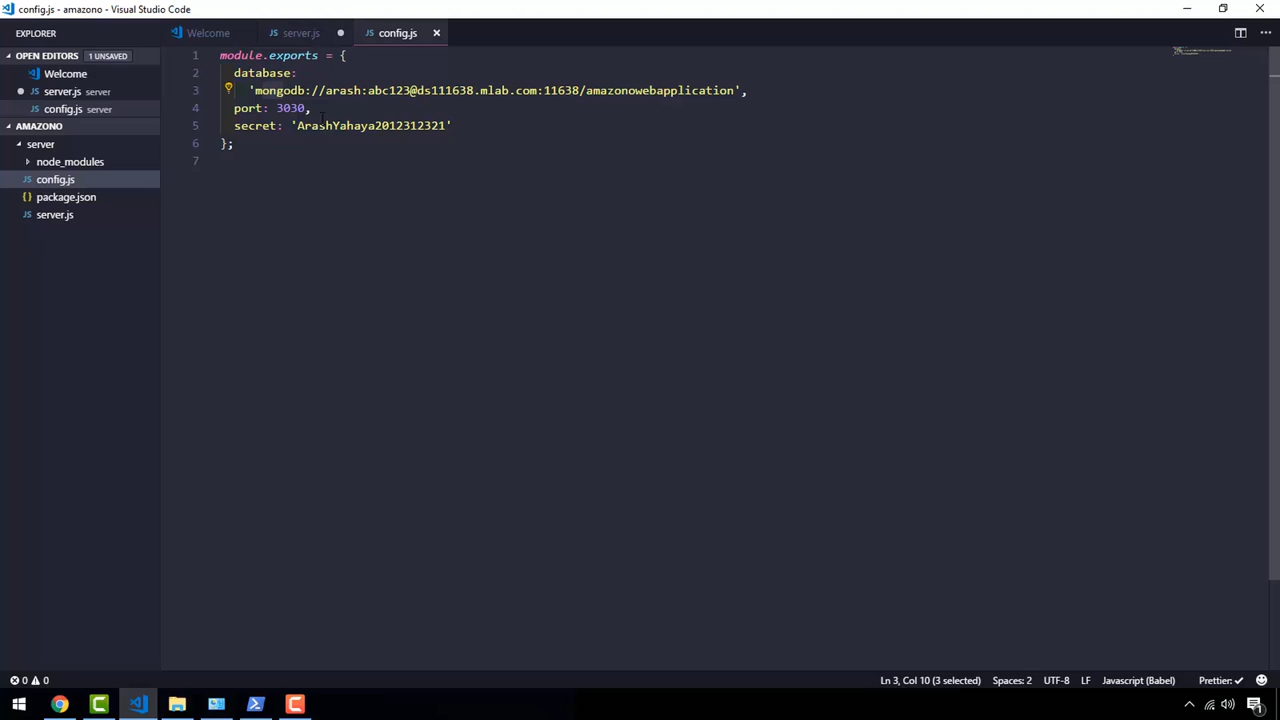 config.js - amazono - Visual Studio Code
EXPLORER
Welcome
server.js
config.js
OPEN EDITORS 1 UNSAVED
Welcome
server.js server
config.js server
AMAZONO
server
node_modules
config.js
package.json
server.js
1 module.exports = {
2 database:
3 'mongodb://arash:abc123@ds111638.mlab.com:11638/amazonowebapplication',
4 port: 3030,
5 secret: 'ArashYahaya2012312321'
6 };
7
0 0
Ln 3, Col 10 (3 selected) Spaces: 2 UTF-8 LF Javascript (Babel) Prettier: ✓
1